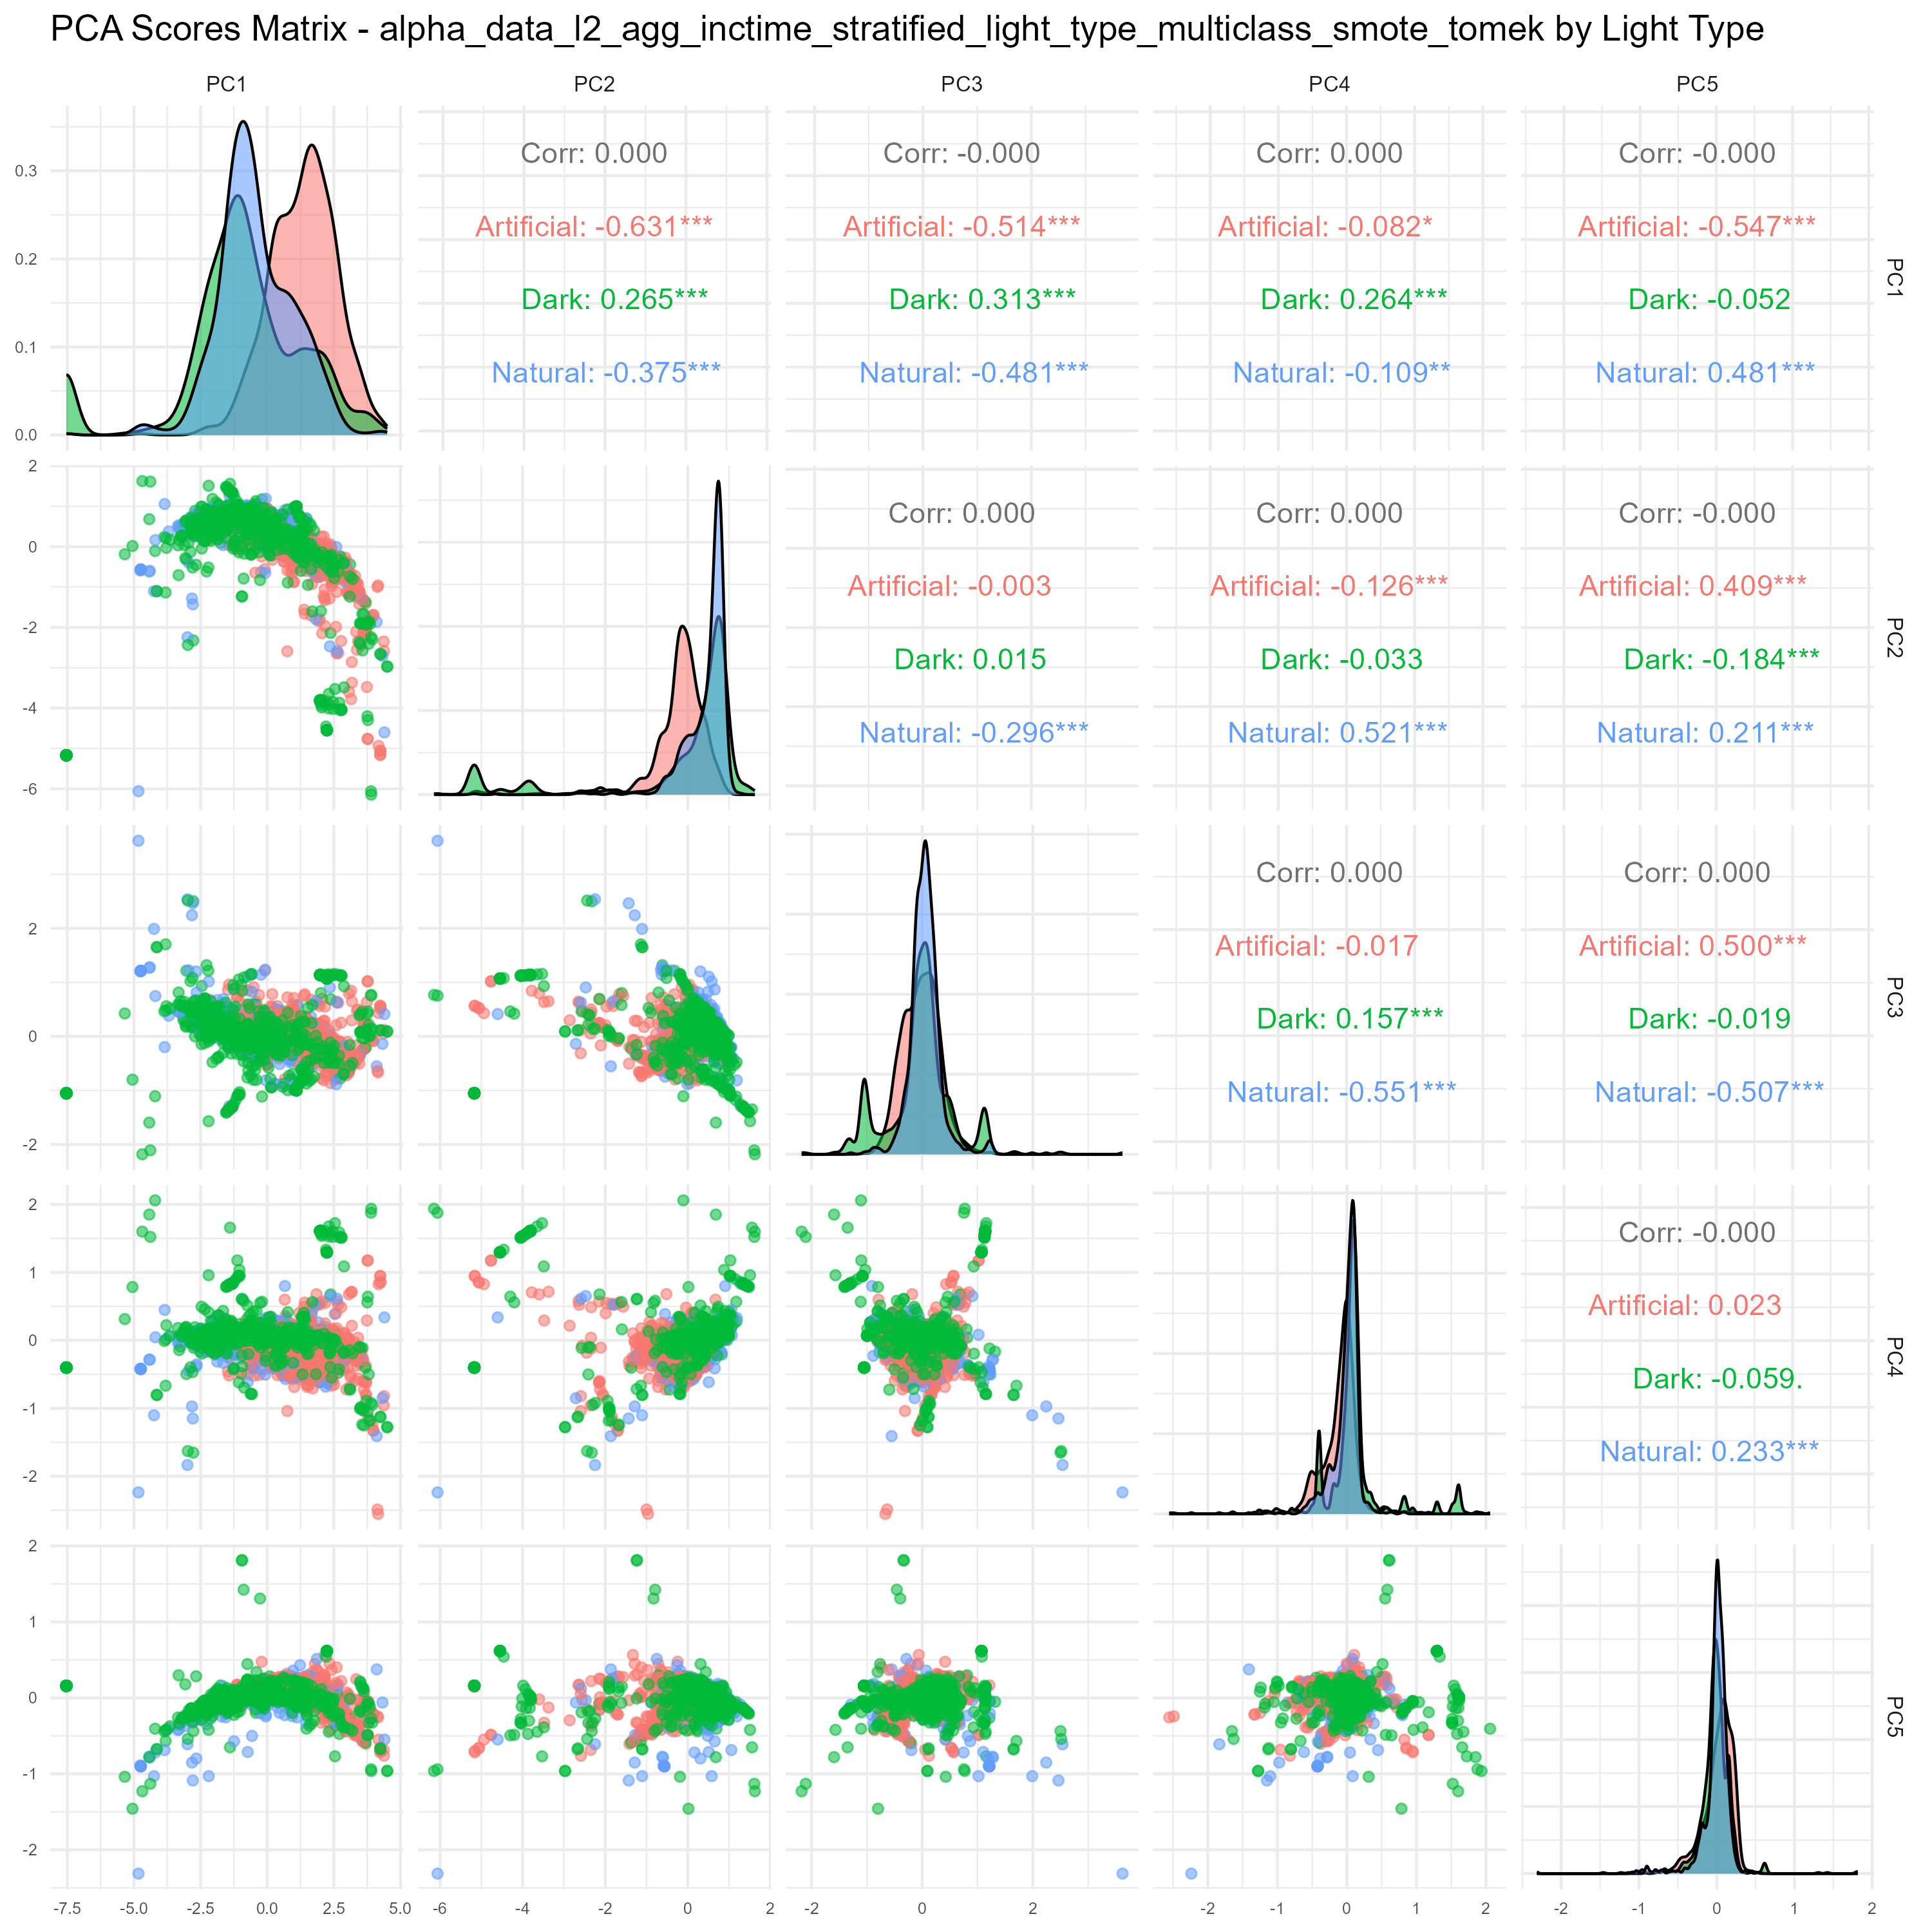 PCA Scores Matrix - alpha_data_l2_agg_inctime_stratified_light_type_multiclass_smote_tomek by Light Type
PC1 PC2 PC3 PC4 PC5
0.3
0.2
0.1
0.0
Corr: 0.000 Corr: -0.000 Corr: 0.000 Corr: -0.000
Artificial: -0.631*** Artificial: -0.514*** Artificial: -0.082* Artificial: -0.547***
Dark: 0.265*** Dark: 0.313*** Dark: 0.264*** Dark: -0.052
Natural: -0.375*** Natural: -0.481*** Natural: -0.109** Natural: 0.481***
PC1
2
0
-2
-4
-6
Corr: 0.000 Corr: 0.000 Corr: -0.000
Artificial: -0.003 Artificial: -0.126*** Artificial: 0.409***
Dark: 0.015 Dark: -0.033 Dark: -0.184***
Natural: -0.296*** Natural: 0.521*** Natural: 0.211***
PC2
2
0
-2
Corr: 0.000 Corr: 0.000
Artificial: -0.017 Artificial: 0.500***
Dark: 0.157*** Dark: -0.019
Natural: -0.551*** Natural: -0.507***
PC3
2
1
0
-1
-2
Corr: -0.000
Artificial: 0.023
Dark: -0.059.
Natural: 0.233***
PC4
2
1
0
-1
-2
PC5
-7.5 -5.0 -2.5 0.0 2.5 5.0 -6 -4 -2 0 2 -2 0 2 -2 -1 0 1 2 -2 -1 0 1 2